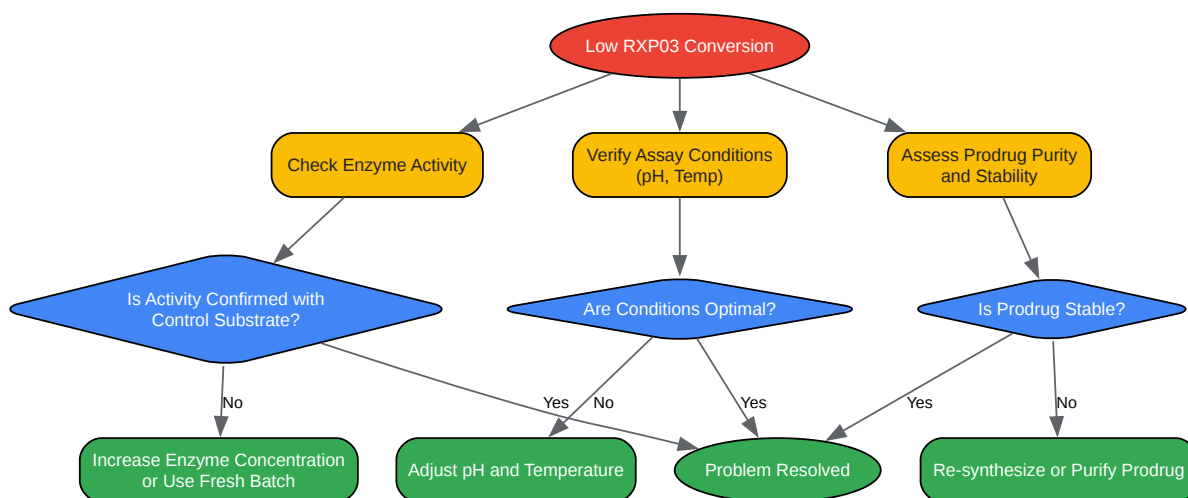 Low RXP03 Conversion
Check Enzyme Activity
Verify Assay Conditions
(pH, Temp)
Assess Prodrug Purity
and Stability
Is Activity Confirmed with
Control Substrate?
Are Conditions Optimal?
Is Prodrug Stable?
No
Yes
No
Yes
Yes
No
Increase Enzyme Concentration
or Use Fresh Batch
Adjust pH and Temperature
Problem Resolved
Re-synthesize or Purify Prodrug